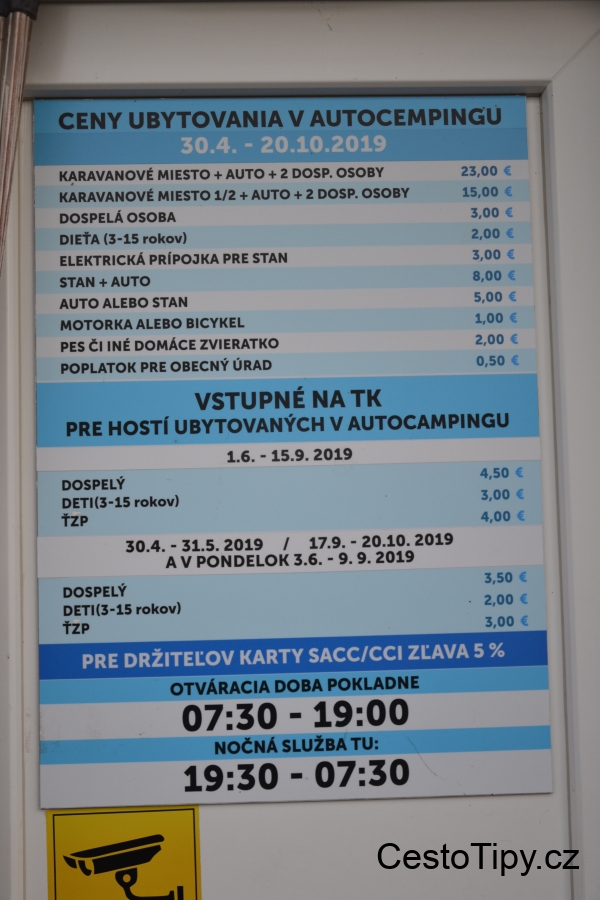 CENY UBYTOVANIA V AUTOCEMPINGU
30.4. - 20.10.2019
KARAVANOVÉ MIESTO + AUTO + 2 DOSP. OSOBY 23,00 €
KARAVANOVÉ MIESTO 1/2 + AUTO + 2 DOSP. OSOBY 15,00 €
DOSPELÁ OSOBA 3,00 €
DIEŤA (3-15 rokov) 2,00 €
ELEKTRICKÁ PRÍPOJKA PRE STAN 3,00 €
STAN + AUTO 8,00 €
AUTO ALEBO STAN 5,00 €
MOTORKA ALEBO BICYKEL 1,00 €
PES ČI INÉ DOMÁCE ZVIERATKO 2,00 €
POPLATOK PRE OBECNÝ ÚRAD 0,50 €
VSTUPNÉ NA TK
PRE HOSTÍ UBYTOVANÝCH V AUTOCAMPINGU
1.6. - 15.9. 2019
DOSPELÝ 4,50 €
DETI(3-15 rokov) 3,00 €
ŤZP 4,00 €
30.4. - 31.5. 2019 / 17.9. - 20.10. 2019
A V PONDELOK 3.6. - 9. 9. 2019
DOSPELÝ 3,50 €
DETI(3-15 rokov) 2,00 €
ŤZP 3,00 €
PRE DRŽITEĽOV KARTY SACC/CCI ZĽAVA 5 %
OTVÁRACIA DOBA POKLADNE
07:30 - 19:00
NOČNÁ SLUŽBA TU:
19:30 - 07:30
CestoTipy.cz